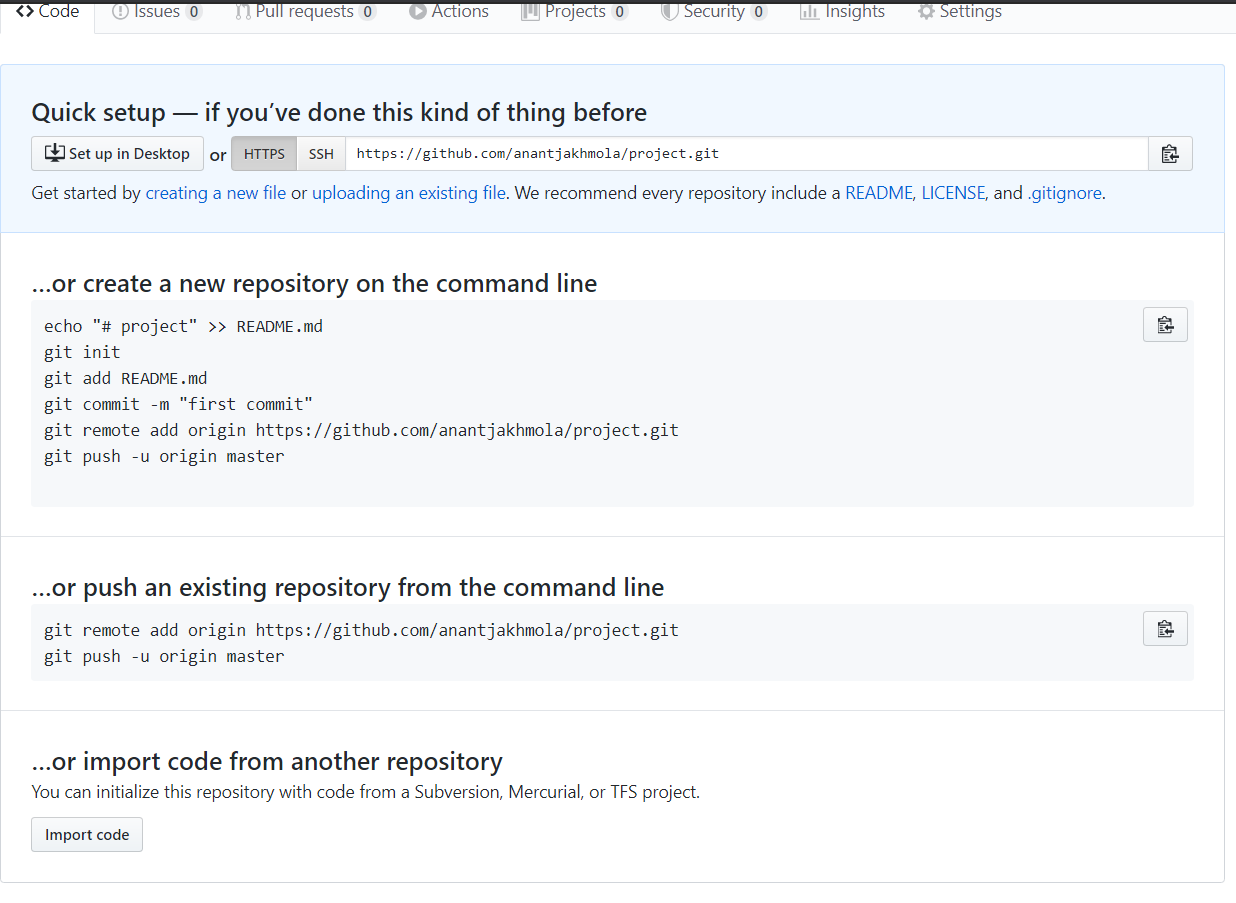 Code Issues 0 Pull requests 0 Actions Projects 0 Security 0 Insights Settings
Quick setup — if you’ve done this kind of thing before
Set up in Desktop or HTTPS SSH https://github.com/anantjakhmola/project.git
Get started by creating a new file or uploading an existing file. We recommend every repository include a README, LICENSE, and .gitignore.
…or create a new repository on the command line
echo "# project" >> README.md
git init
git add README.md
git commit -m "first commit"
git remote add origin https://github.com/anantjakhmola/project.git
git push -u origin master
…or push an existing repository from the command line
git remote add origin https://github.com/anantjakhmola/project.git
git push -u origin master
…or import code from another repository
You can initialize this repository with code from a Subversion, Mercurial, or TFS project.
Import code